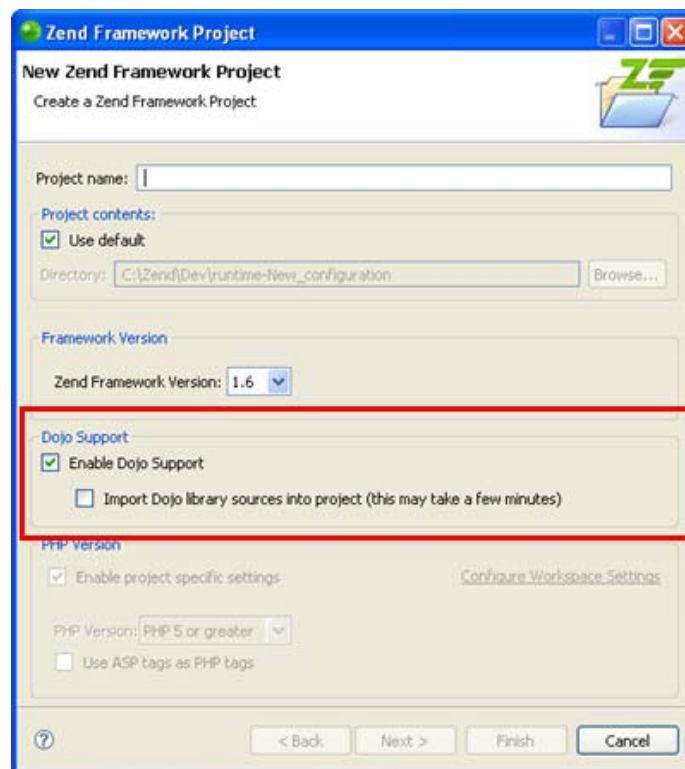 Zend Framework Project
New Zend Framework Project
Create a Zend Framework Project
Project name:
Project contents:
Use default
Directory: C:\Zend\Dev\runtime-New_configuration Browse...
Framework Version
Zend Framework Version: 1.6
Dojo Support
Enable Dojo Support
Import Dojo library sources into project (this may take a few minutes)
PHP Version
Enable project specific settings Configure Workspace Settings
PHP Version: PHP 5 or greater
Use ASP tags as PHP tags
? < Back Next > Finish Cancel